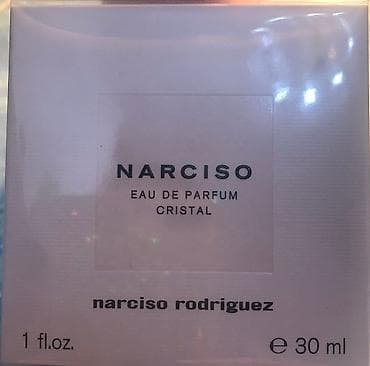 NARCISO
EAU DE PARFUM
CRISTAL
narciso rodriguez
1 fl.oz. ℮ 30 ml